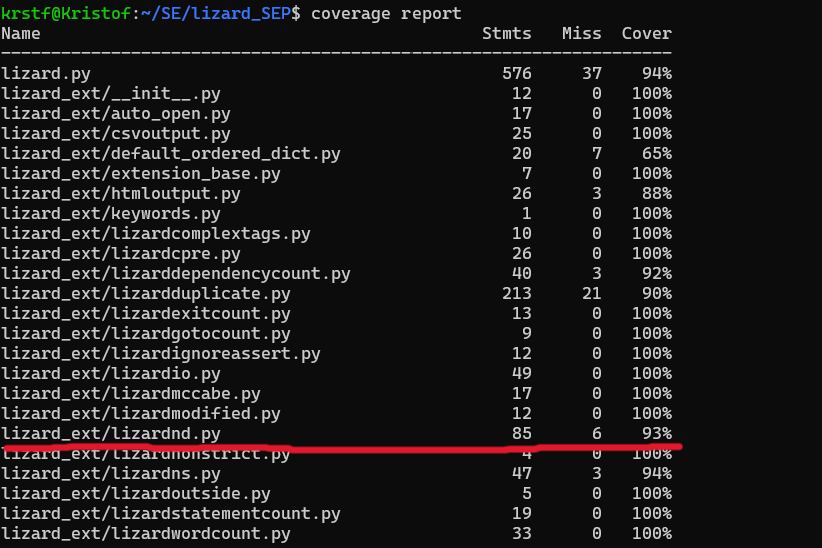 krstf@Kristof:~/SE/lizard_SEP$ coverage report
Name Stmts Miss Cover
lizard.py 576 37 94%
lizard_ext/__init__.py 12 0 100%
lizard_ext/auto_open.py 17 0 100%
lizard_ext/csvoutput.py 25 0 100%
lizard_ext/default_ordered_dict.py 20 7 65%
lizard_ext/extension_base.py 7 0 100%
lizard_ext/htmloutput.py 26 3 88%
lizard_ext/keywords.py 1 0 100%
lizard_ext/lizardcomplextags.py 10 0 100%
lizard_ext/lizardcpre.py 26 0 100%
lizard_ext/lizarddependencycount.py 40 3 92%
lizard_ext/lizardduplicate.py 213 21 90%
lizard_ext/lizardexitcount.py 13 0 100%
lizard_ext/lizardgotocount.py 9 0 100%
lizard_ext/lizardignoreassert.py 12 0 100%
lizard_ext/lizardio.py 49 0 100%
lizard_ext/lizardmccabe.py 17 0 100%
lizard_ext/lizardmodified.py 12 0 100%
lizard_ext/lizardnd.py 85 6 93%
4 0 100%
lizard_ext/lizardns.py 47 3 94%
lizard_ext/lizardoutside.py 5 0 100%
lizard_ext/lizardstatementcount.py 19 0 100%
lizard_ext/lizardwordcount.py 33 0 100%